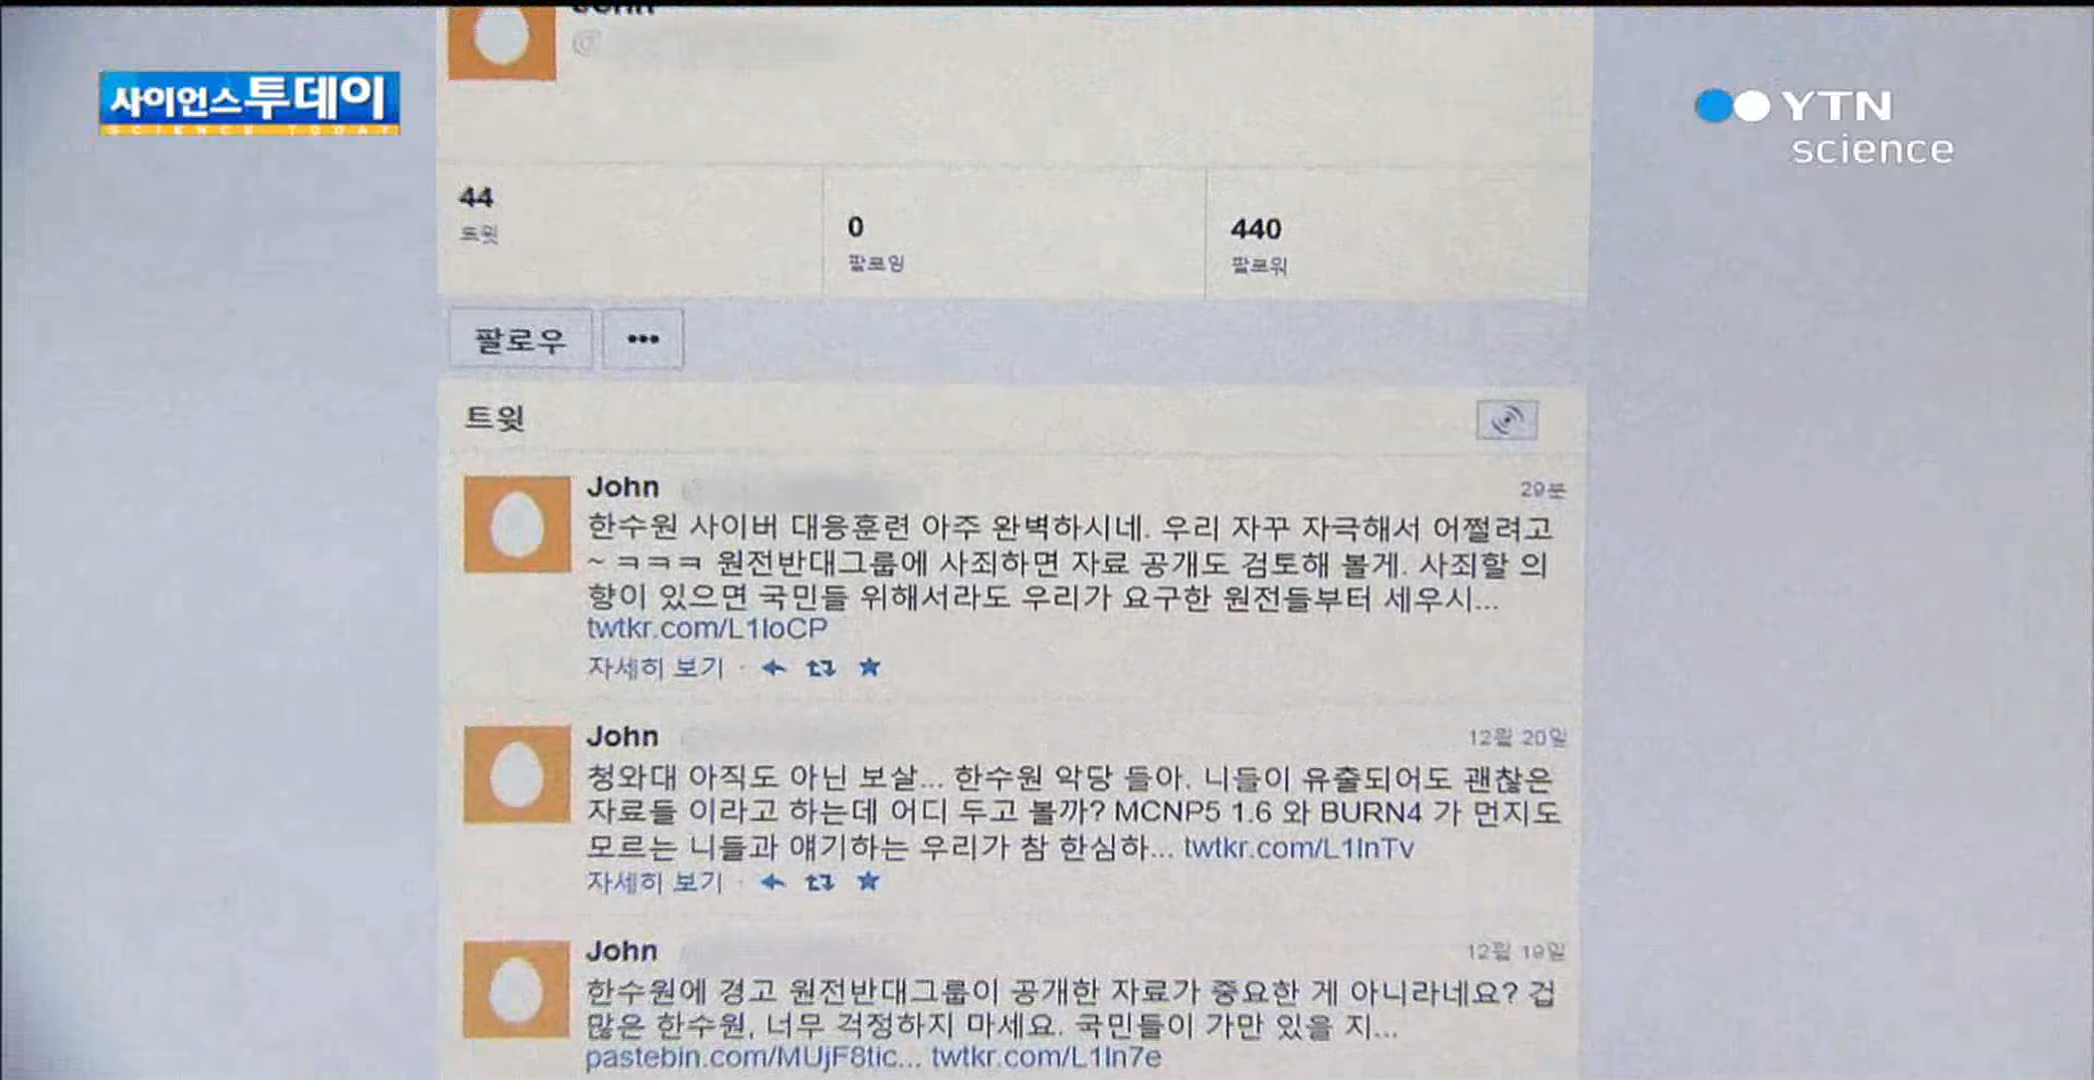 John
@
사이언스투데이
SCIENCE TODAY
YTN
science
44
트윗
0
팔로잉
440
팔로워
팔로우
•••
트윗
John
29분
한수원 사이버 대응훈련 아주 완벽하시네. 우리 자꾸 자극해서 어쩔려고
~ ㅋㅋㅋ 원전반대그룹에 사죄하면 자료 공개도 검토해 볼게. 사죄할 의
향이 있으면 국민들 위해서라도 우리가 요구한 원전들부터 세우시...
twtkr.com/L1loCP
자세히 보기 ·
John
12월 20일
청와대 아직도 아닌 보살... 한수원 악당 들아. 니들이 유출되어도 괜찮은
자료들 이라고 하는데 어디 두고 볼까? MCNP5 1.6 와 BURN4 가 먼지도
모르는 니들과 얘기하는 우리가 참 한심하... twtkr.com/L1lnTv
자세히 보기 ·
John
12월 19일
한수원에 경고 원전반대그룹이 공개한 자료가 중요한 게 아니라네요? 겁
많은 한수원, 너무 걱정하지 마세요. 국민들이 가만 있을 지...
pastebin.com/MUjF8tic... twtkr.com/L1ln7e